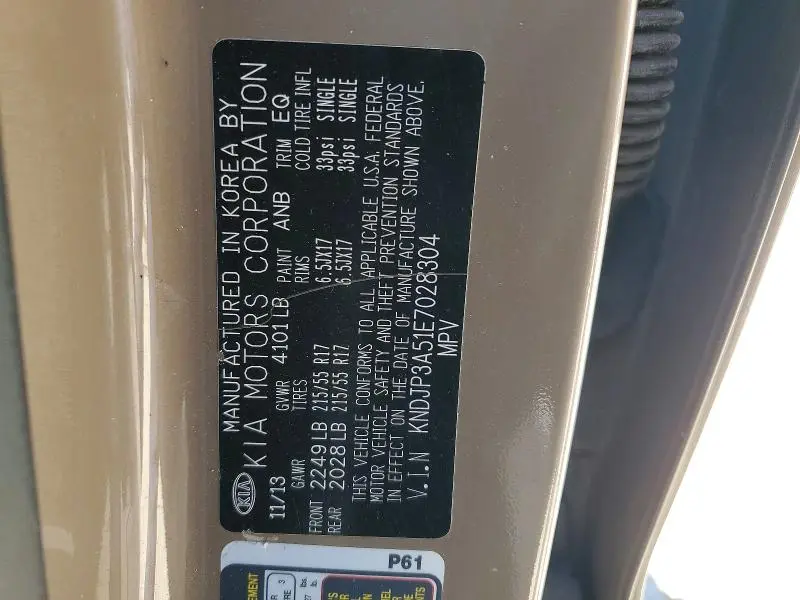 MANUFACTURED IN KOREA BY
KIA KIA MOTORS CORPORATION
11/13 GVWR 4101LB PAINT ANB TRIM EQ
GAWR TIRES RIMS COLD TIRE INFL
FRONT 2249LB 215/55 R17 6.5JX17 33psi SINGLE
REAR 2028LB 215/55 R17 6.5JX17 33psi SINGLE
THIS VEHICLE CONFORMS TO ALL APPLICABLE U.S.A. FEDERAL
MOTOR VEHICLE SAFETY AND THEFT PREVENTION STANDARDS
IN EFFECT ON THE DATE OF MANUFACTURE SHOWN ABOVE.
V.I.N KNDJP3A51E7028304
MPV
P61